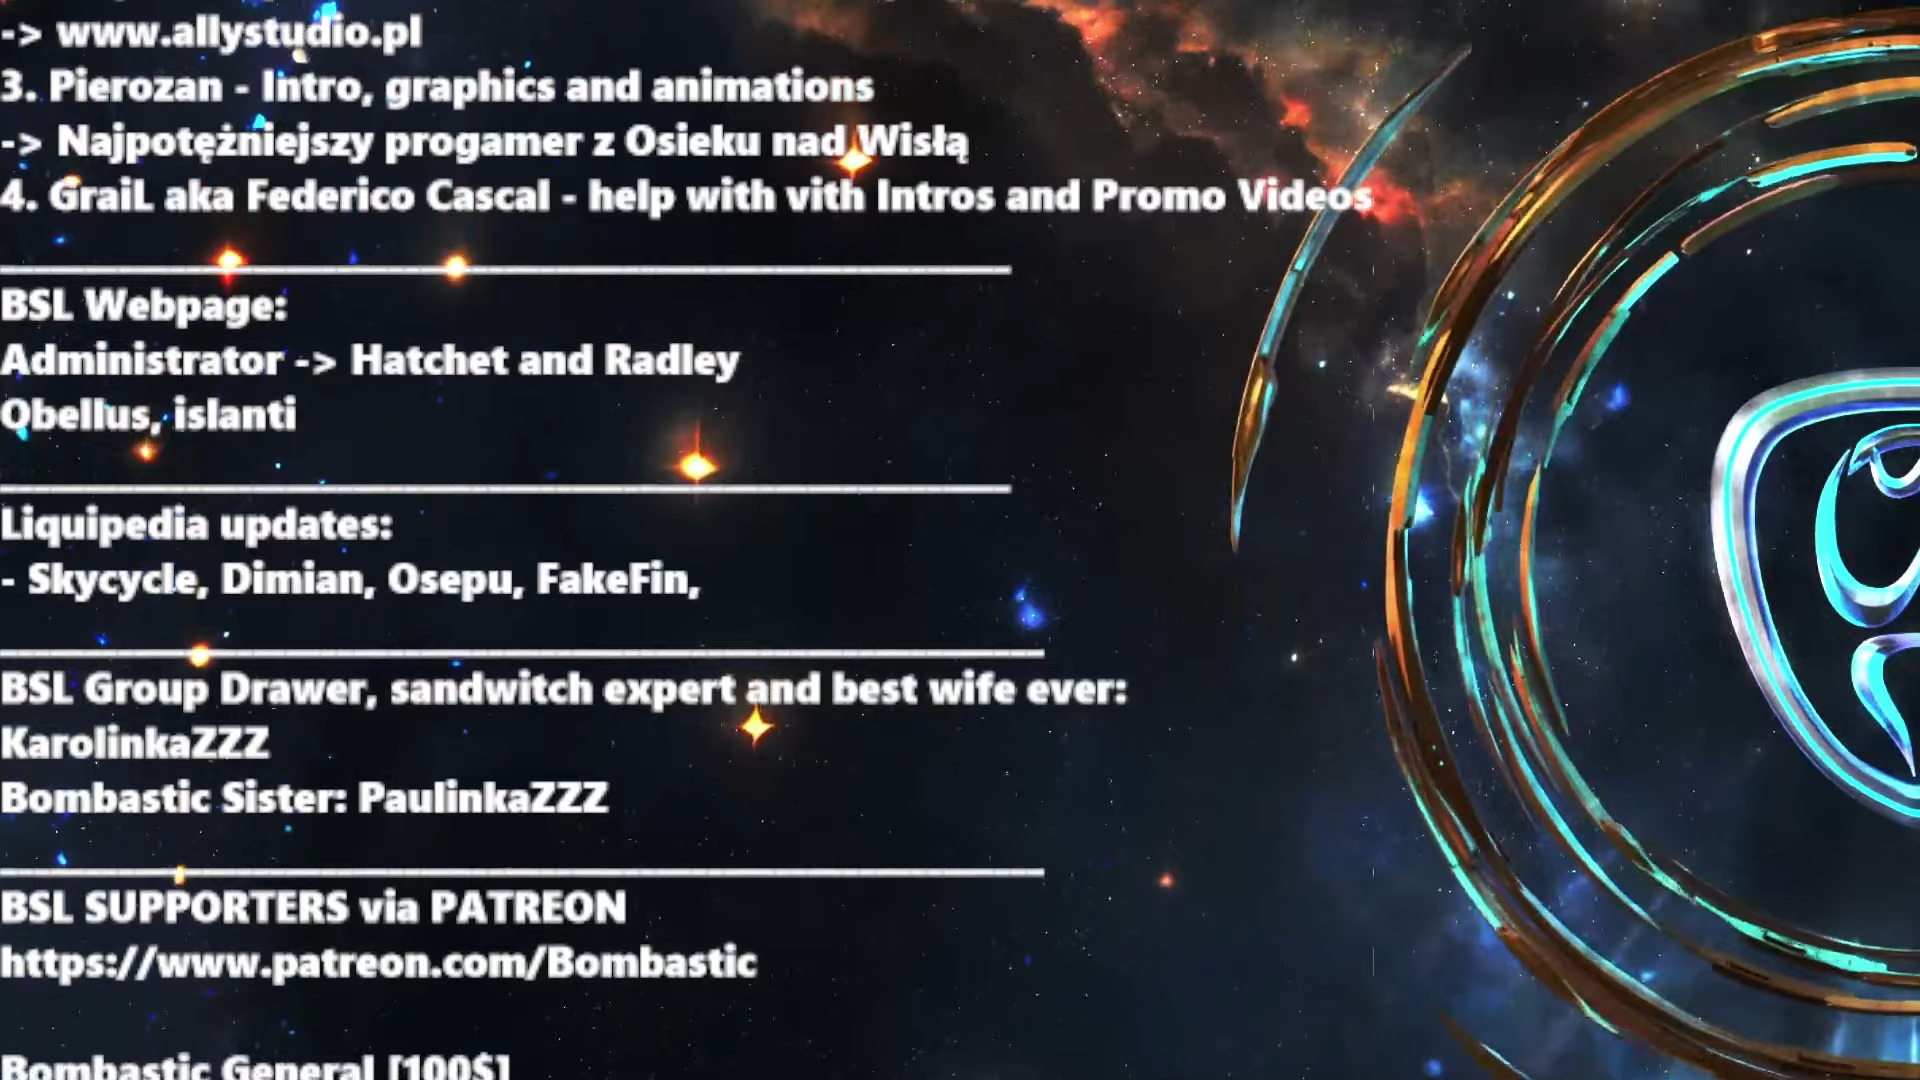 -> www.allystudio.pl
3. Pierozan - Intro, graphics and animations
-> Najpotężniejszy progamer z Osieku nad Wisłą
4. GraiL aka Federico Cascal - help with vith Intros and Promo Videos
BSL Webpage:
Administrator -> Hatchet and Radley
Obellus, islanti
Liquipedia updates:
- Skycycle, Dimian, Osepu, FakeFin,
BSL Group Drawer, sandwitch expert and best wife ever:
KarolinkaZZZ
Bombastic Sister: PaulinkaZZZ
BSL SUPPORTERS via PATREON
https://www.patreon.com/Bombastic
Bombastic General [100$]